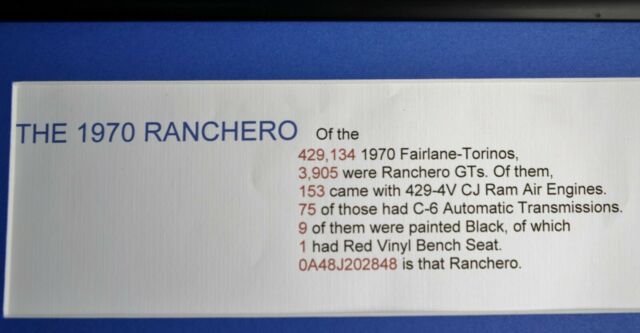 THE 1970 RANCHERO Of the
429,134 1970 Fairlane-Torinos,
3,905 were Ranchero GTs. Of them,
153 came with 429-4V CJ Ram Air Engines.
75 of those had C-6 Automatic Transmissions.
9 of them were painted Black, of which
1 had Red Vinyl Bench Seat.
0A48J202848 is that Ranchero.